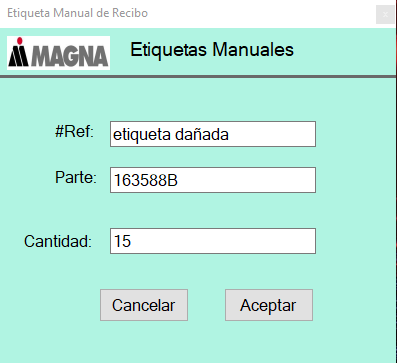 Etiqueta Manual de Recibo
x
MAGNA
Etiquetas Manuales
#Ref: etiqueta dañada
Parte: 163588B
Cantidad: 15
Cancelar Aceptar